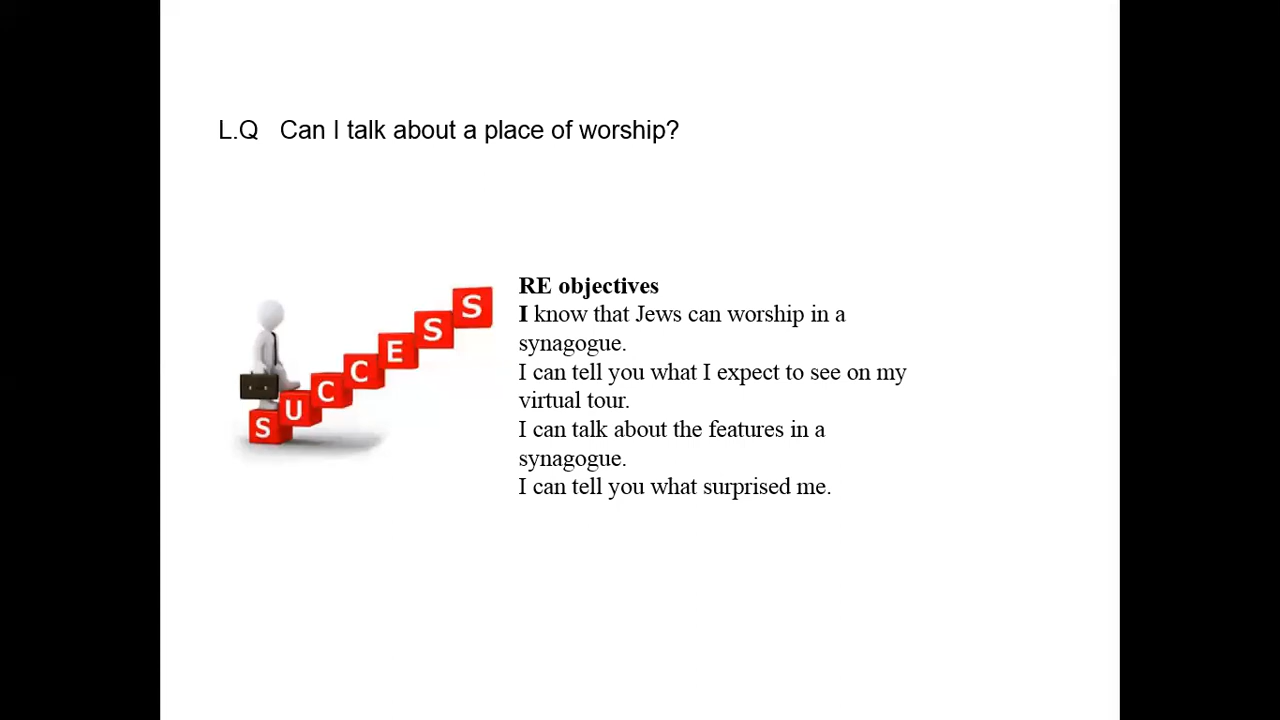 L.Q Can I talk about a place of worship?
SUCCESS
RE objectives
I know that Jews can worship in a
synagogue.
I can tell you what I expect to see on my
virtual tour.
I can talk about the features in a
synagogue.
I can tell you what surprised me.